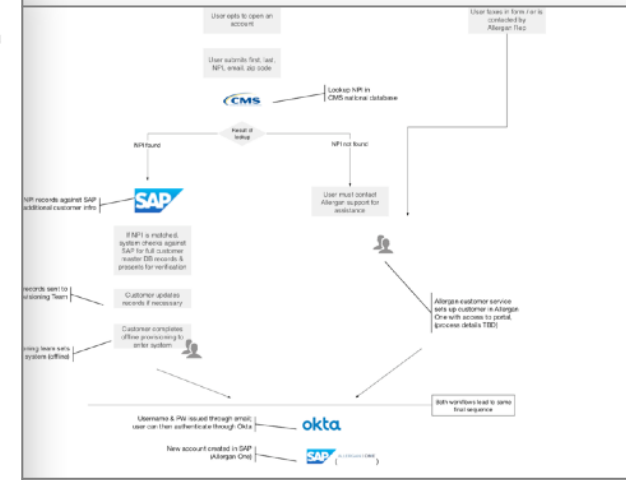 User opts to open an
account
User faxes in form nor is
contacted by
Allergan Rep
User submits first, last,
NPI, email, zip code
CMS
Lookup NPI in
CMS national database
Result of
lookup
NPI found
NPI not found
NPI records against SAP
additional customer info
SAP
User must contact
Allergan support for
assistance
If NPI is matched,
system checks against
SAP for full customer
master DB records &
presents for verification
records sent to
visioning Team
Customer updates
records if necessary
Allergan customer service
sets up customer in Allergan
One with access to portal,
(process details TBD)
Customer completes
offline provisioning to
enter system
ning team sets
system (offline)
Both workflows lead to same
final sequence
Username & PW issued through email;
user can then authenticate through Okta
okta
New account created in SAP
(Allergan One)
SAP
( ALLERGAN ONE )